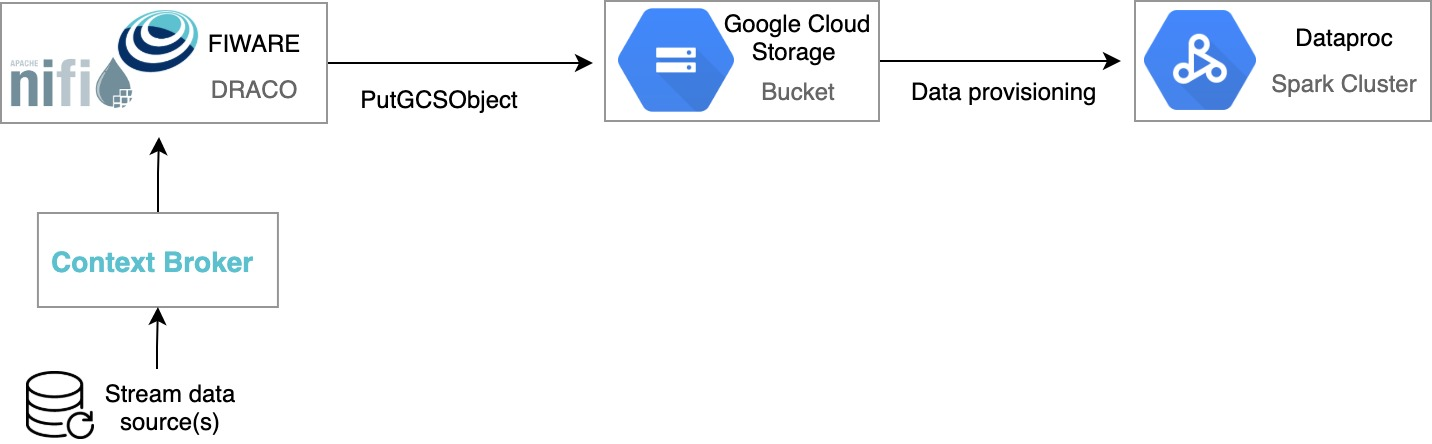 APACHE
nifi
FIWARE
DRACO
PutGCSObject
Google Cloud
Storage
Bucket
Data provisioning
Dataproc
Spark Cluster
Context Broker
Stream data
source(s)